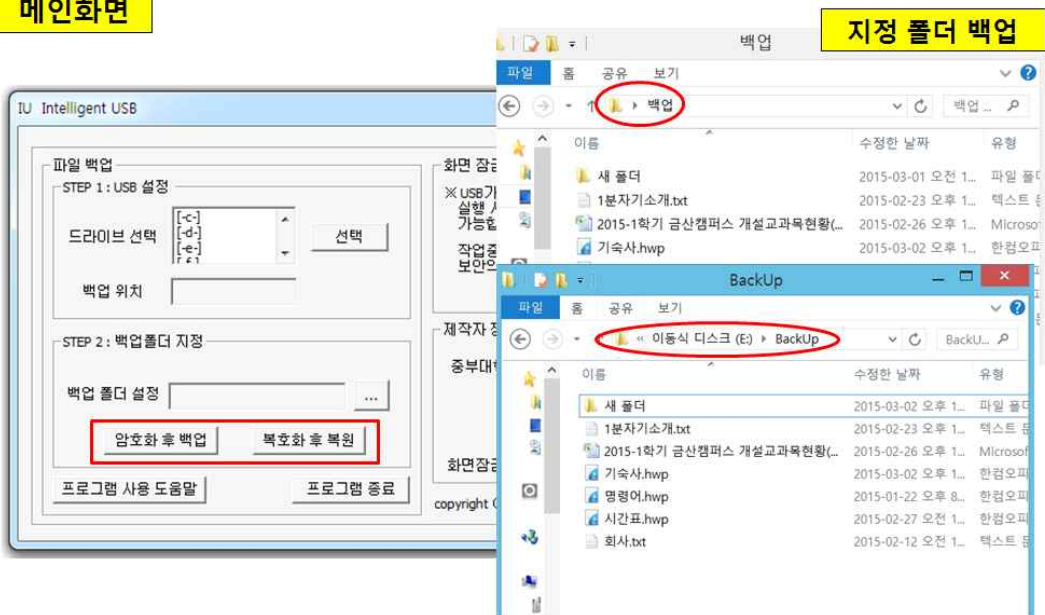 메인화면
지정 폴더 백업
IU Intelligent USB
파일 백업
STEP 1 : USB 설정
드라이브 선택
[-c-]
[-d-]
[-e-]
선택
백업 위치
STEP 2 : 백업폴더 지정
백업 폴더 설정
...
암호화 후 백업
복호화 후 복원
프로그램 사용 도움말
프로그램 종료
화면 잠금
※ USB가
실행
가능합
작업중
보안의
제작자
중부대
화면잠금
copyright
백업
파일 홈 공유 보기
백업
백업 ...
이름 수정한 날짜 유형
새 폴더 2015-03-01 오전 1... 파일 폴더
1분자기소개.txt 2015-02-23 오후 1... 텍스트
2015-1학기 금산캠퍼스 개설교과목현황(... 2015-02-26 오후 1... Microsof
기숙사.hwp 2015-03-02 오후 1... 한컴오피
BackUp
파일 홈 공유 보기
« 이동식 디스크 (E:) BackUp
BackU...
이름 수정한 날짜 유형
새 폴더 2015-03-02 오후 1... 파일 폴더
1분자기소개.txt 2015-02-23 오후 1... 텍스트 문
2015-1학기 금산캠퍼스 개설교과목현황(... 2015-02-26 오후 1... Microsof
기숙사.hwp 2015-03-02 오후 1... 한컴오피
명령어.hwp 2015-01-22 오후 8... 한컴오피
시간표.hwp 2015-02-27 오전 1... 한컴오피
회사.txt 2015-02-12 오전 1... 텍스트 문